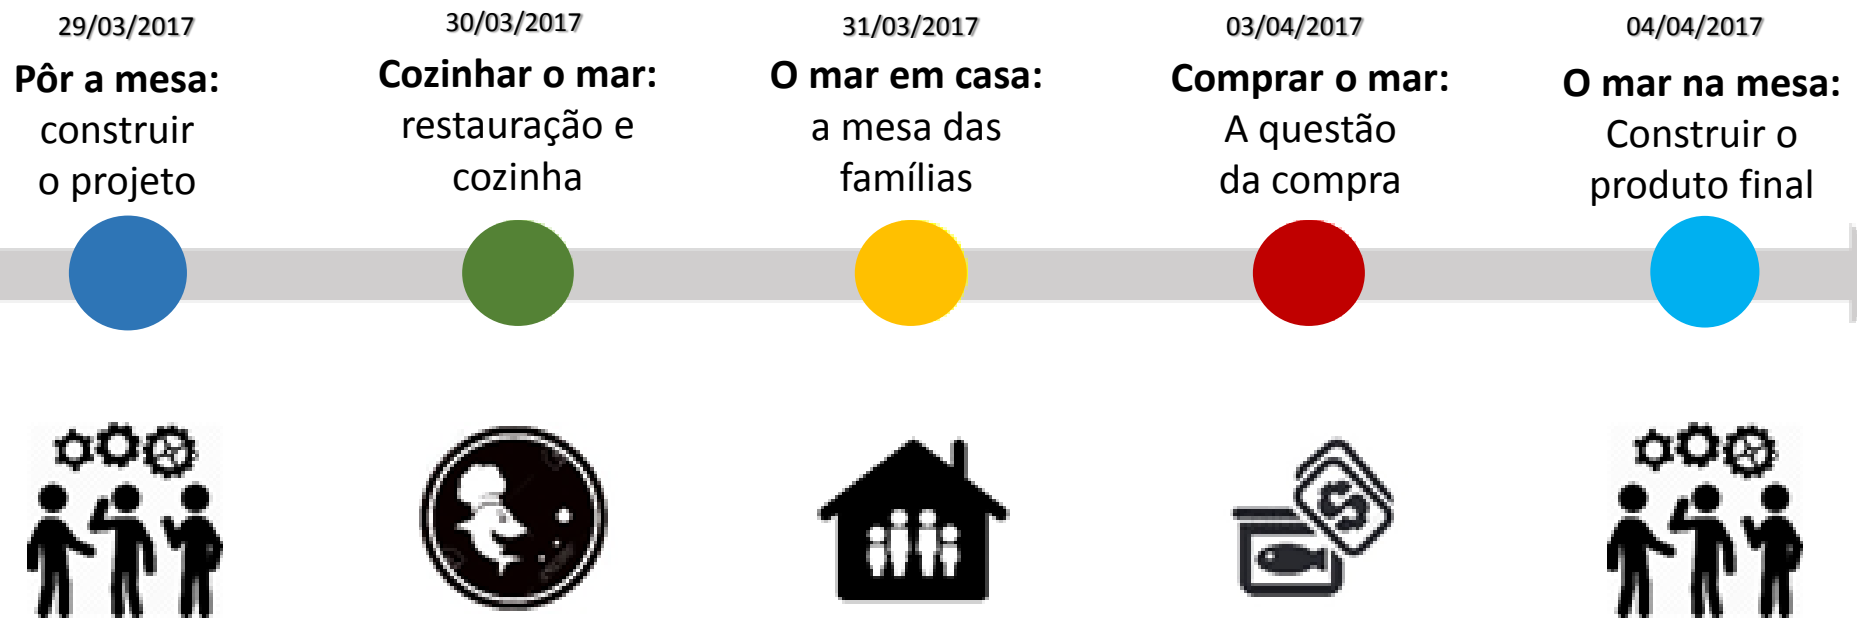 29/03/2017
Pôr a mesa:
construir
o projeto
30/03/2017
Cozinhar o mar:
restauração e
cozinha
31/03/2017
O mar em casa:
a mesa das
famílias
03/04/2017
Comprar o mar:
A questão
da compra
04/04/2017
O mar na mesa:
Construir o
produto final
$